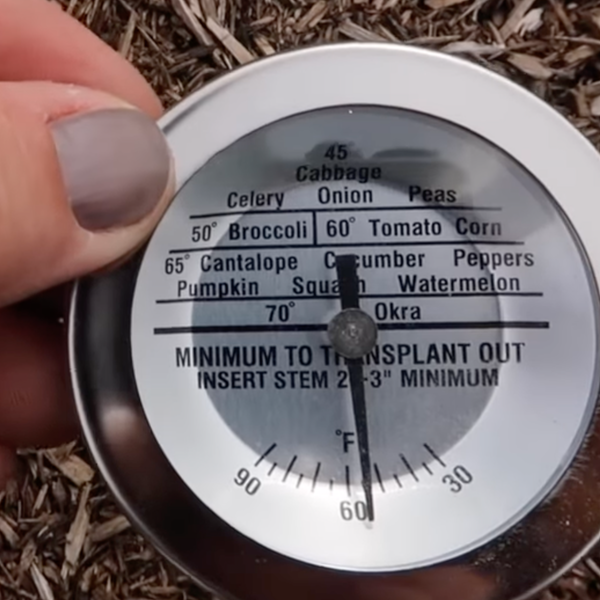 45
Cabbage
Celery Onion Peas
50° Broccoli 60° Tomato Corn
65° Cantalope Cucumber Peppers
Pumpkin Squash Watermelon
70° Okra
MINIMUM TO TRANSPLANT OUT
INSERT STEM 2"-3" MINIMUM
°F
90 60 30